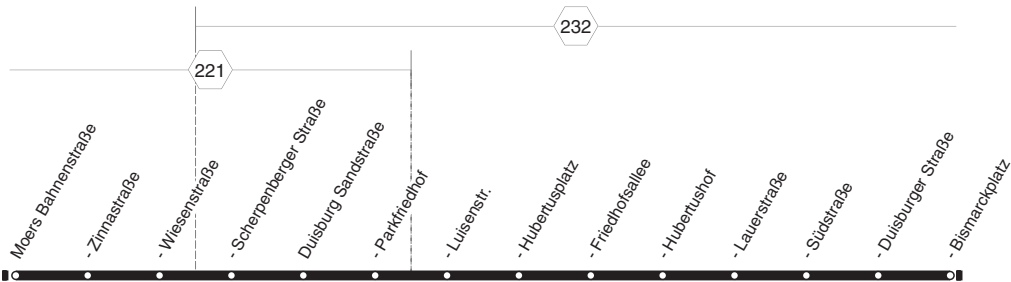 232
221
Moers Bahnenstraße
- Zinnastraße
- Wiesenstraße
- Scherpenberger Straße
Duisburg Sandstraße
- Parkfriedhof
- Luisenstr.
- Hubertusplatz
- Friedhofsallee
- Hubertushof
- Lauerstraße
- Südstraße
- Duisburger Straße
- Bismarckplatz